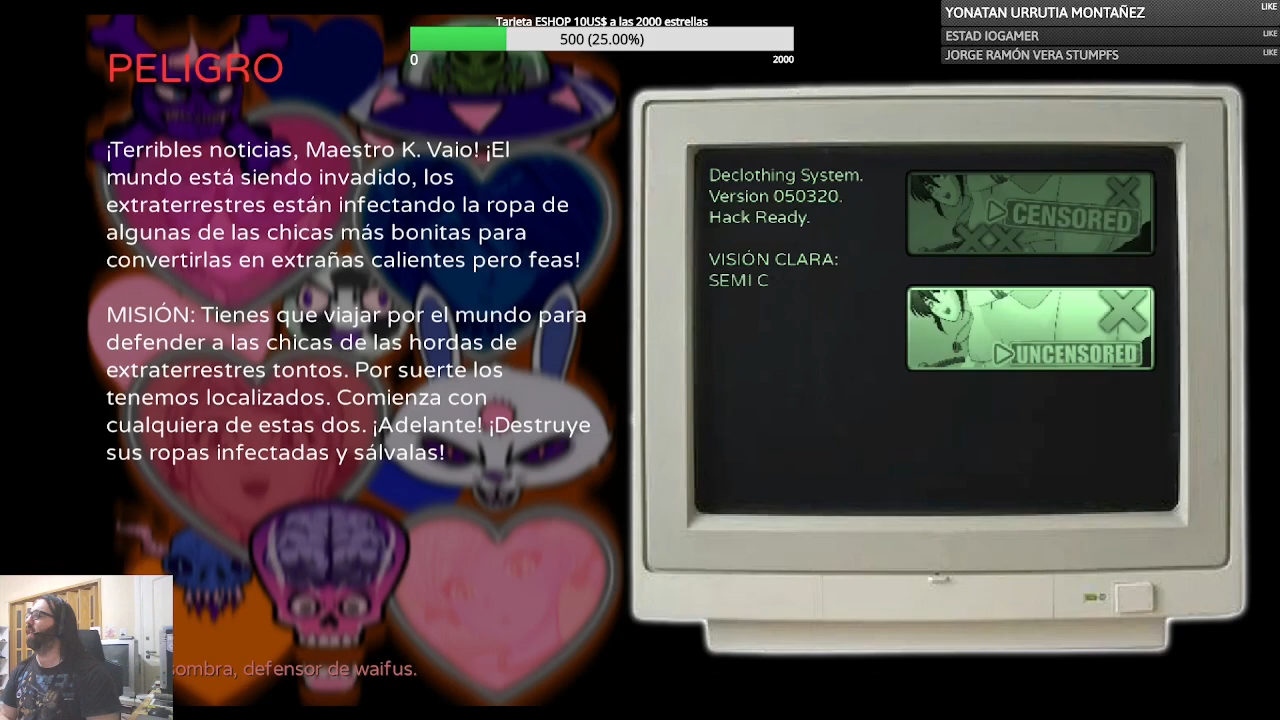 Tarjeta ESHOP 10US$ a las 2000 estrellas
500 (25.00%)
0
2000
YONATAN URRUTIA MONTAÑEZ
LIKE
ESTAD IOGAMER
LIKE
JORGE RAMÓN VERA STUMPFS
LIKE
PELIGRO
¡Terribles noticias, Maestro K. Vaio! ¡El
mundo está siendo invadido, los
extraterrestres están infectando la ropa de
algunas de las chicas más bonitas para
convertirlas en extrañas calientes pero feas!
MISIÓN: Tienes que viajar por el mundo para
defender a las chicas de las hordas de
extraterrestres tontos. Por suerte los
tenemos localizados. Comienza con
cualquiera de estas dos. ¡Adelante! ¡Destruye
sus ropas infectadas y sálvalas!
sombra, defensor de waifus.
Declothing System.
Version 050320.
Hack Ready.
VISIÓN CLARA:
SEMI C
CENSORED
UNCENSORED